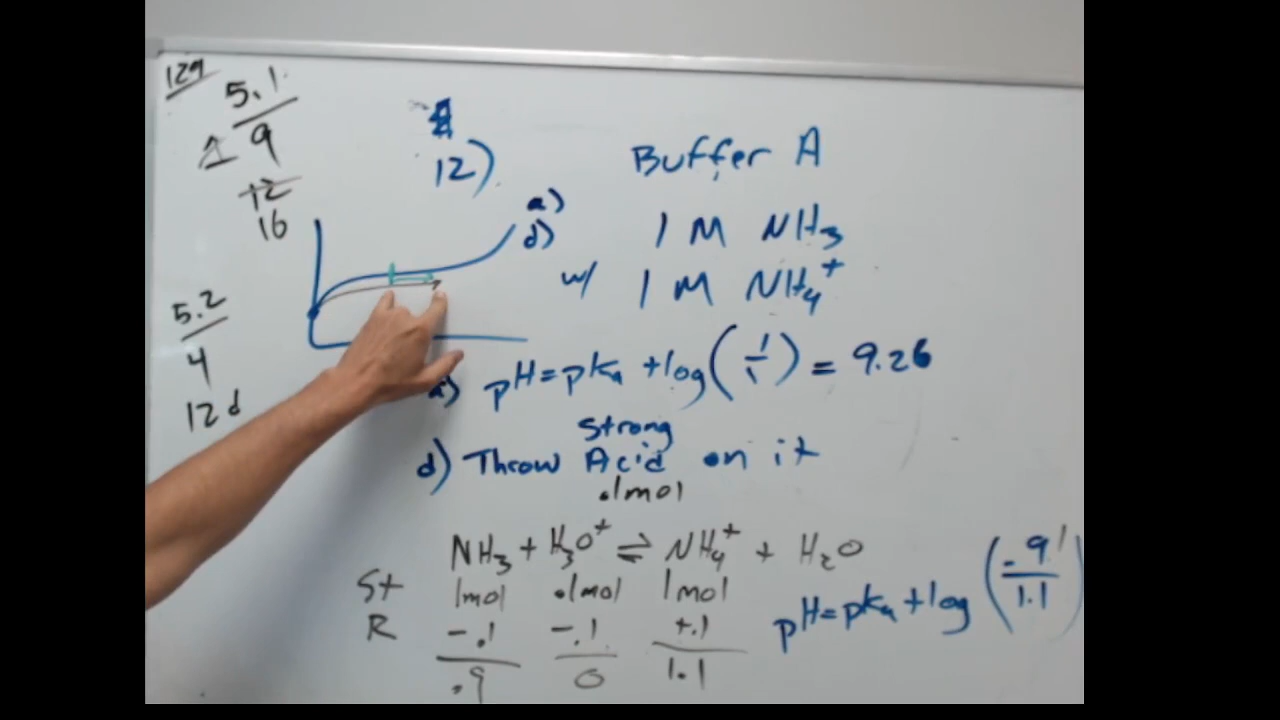 129
5.1
9
12
16
5.2
4
12d
12)
a)
d)
Buffer A
1 M NH3
w/ 1 M NH4+
a) pH=pka+log(1/1) = 9.26
Strong
d) Throw Acid on it
.1mol
NH3 + H3O+ ⇌ NH4+ + H2O
St 1mol .1mol 1mol
R -.1 -.1 +.1
.9 0 1.1
pH=pka+log(.9/1.1)